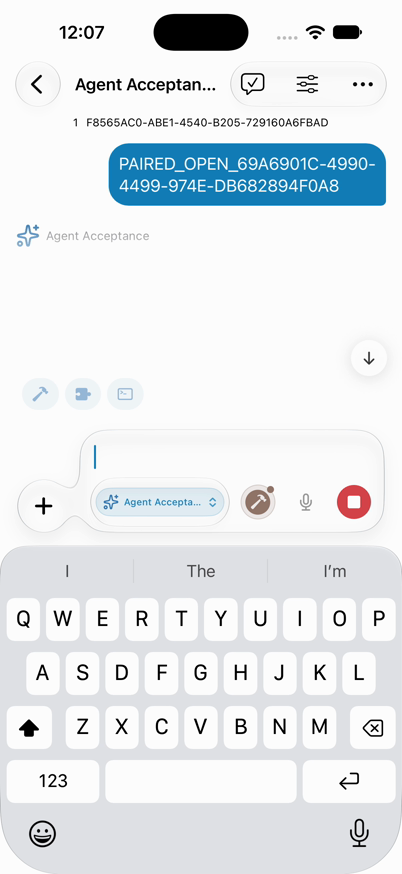 12:07
Agent Acceptan...
1 F8565AC0-ABE1-4540-B205-729160A6FBAD
PAIRED_OPEN_69A6901C-4990-
4499-974E-DB682894F0A8
Agent Acceptance
Agent Accepta...
I The I'm
Q W E R T Y U I O P
A S D F G H J K L
Z X C V B N M
123